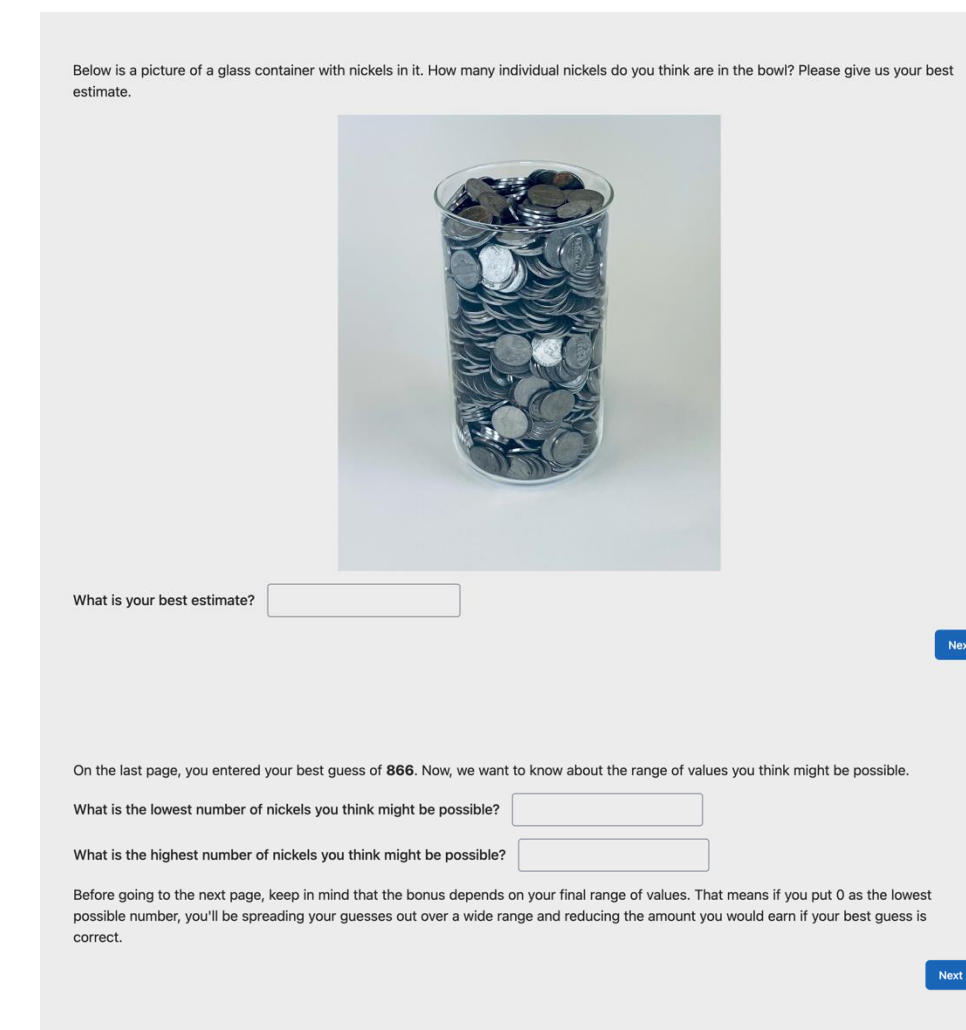 Below is a picture of a glass container with nickels in it. How many individual nickels do you think are in the bowl? Please give us your best
estimate.
What is your best estimate?
Nex
On the last page, you entered your best guess of 866. Now, we want to know about the range of values you think might be possible.
What is the lowest number of nickels you think might be possible?
What is the highest number of nickels you think might be possible?
Before going to the next page, keep in mind that the bonus depends on your final range of values. That means if you put 0 as the lowest
possible number, you'll be spreading your guesses out over a wide range and reducing the amount you would earn if your best guess is
correct.
Next